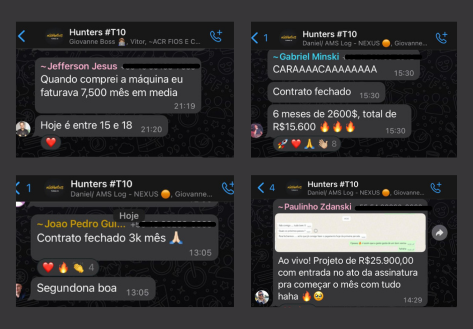 Hunters #T10
Giovanne Boss, Vitor, ~ACR FIOS E C...
~Jefferson Jesus
Quando comprei a máquina eu
faturava 7,500 mês em media
21:19
Hoje é entre 15 e 18
21:20
1
Hunters #T10
Daniel/ AMS Log - NEXUS, Giovanne...
~Gabriel Minski
CARAAAACAAAAAAAA
15:30
Contrato fechado
15:30
6 meses de 2600$, total de
R$15.600 🔥🔥🔥
15:30
🚀❤️🙏👏 8
1
Hunters #T10
Daniel/ AMS Log - NEXUS, Giovanne...
Hoje
~Joao Pedro Gui...
Contrato fechado 3k mês 🙏
13:05
❤️🔥👏 4
Segundona boa
13:05
4
Hunters #T10
Daniel/ AMS Log - NEXUS, Giovanne...
~Paulinho Zdanski
Ao vivo! Projeto de R$25.900,00
com entrada no ato da assinatura
pra começar o mês com tudo
haha 🔥🥹
14:29